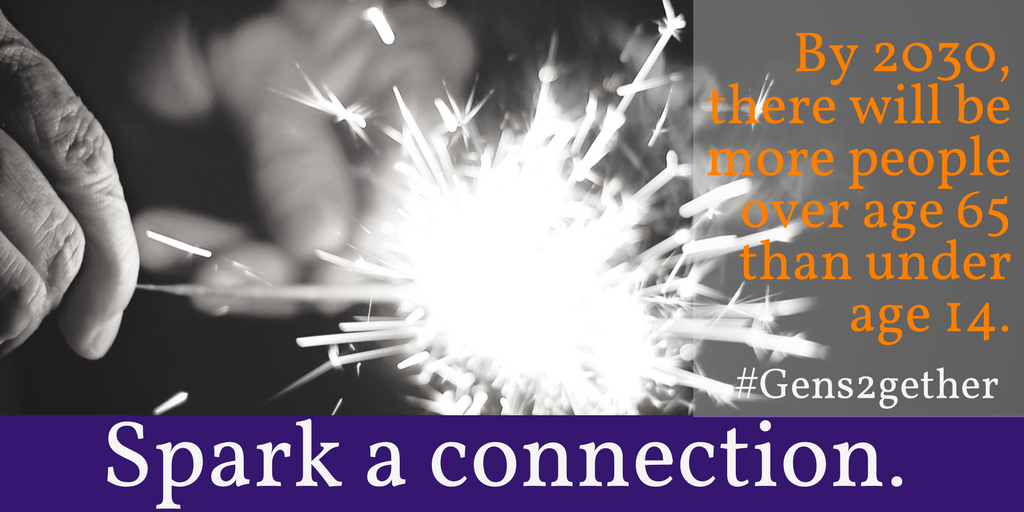 By 2030,
there will be
more people
over age 65
than under
age 14.
#Gens2gether
Spark a connection.